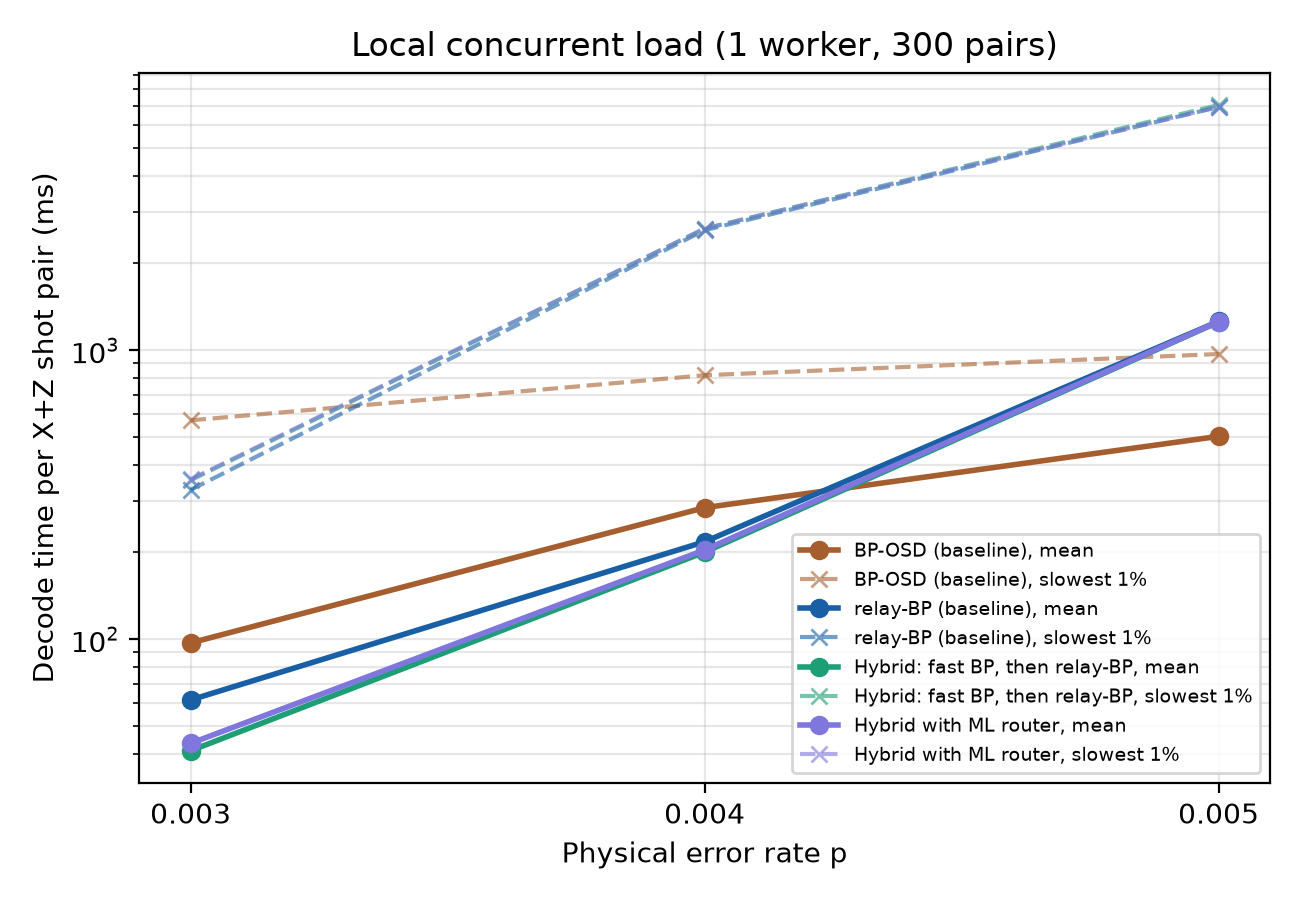 Local concurrent load (1 worker, 300 pairs)
Decode time per X+Z shot pair (ms)
10³
10²
BP-OSD (baseline), mean
BP-OSD (baseline), slowest 1%
relay-BP (baseline), mean
relay-BP (baseline), slowest 1%
Hybrid: fast BP, then relay-BP, mean
Hybrid: fast BP, then relay-BP, slowest 1%
Hybrid with ML router, mean
Hybrid with ML router, slowest 1%
0.003 0.004 0.005
Physical error rate p